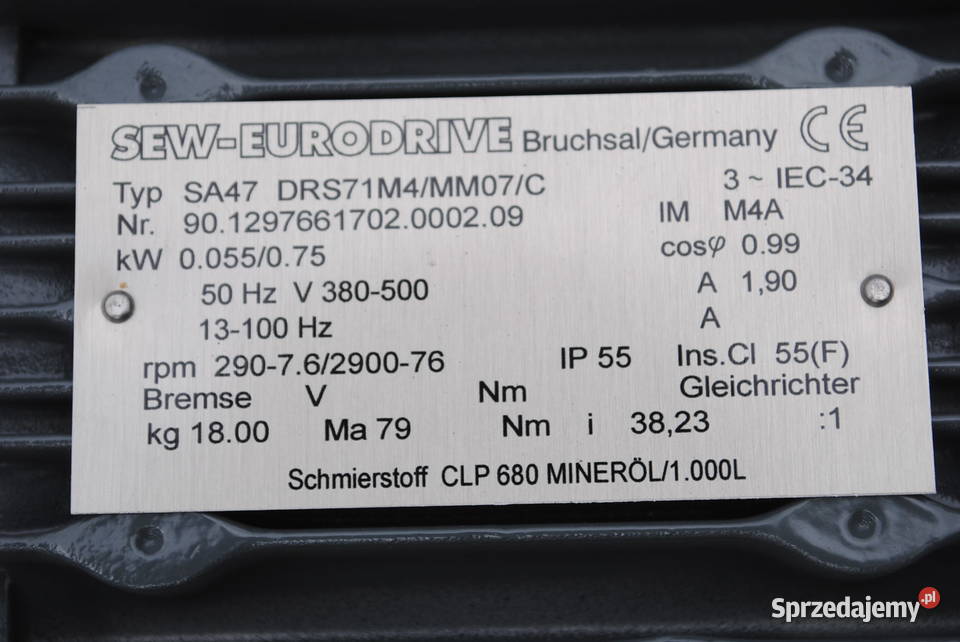 SEW-EURODRIVE Bruchsal/Germany CE
Typ SA47 DRS71M4/MM07/C 3 ~ IEC-34
Nr. 90.1297661702.0002.09 IM M4A
kW 0.055/0.75 cosφ 0.99
50 Hz V 380-500 A 1,90
13-100 Hz A
rpm 290-7.6/2900-76 IP 55 Ins.Cl 55(F)
Bremse V Nm Gleichrichter
kg 18.00 Ma 79 Nm i 38,23 :1
Schmierstoff CLP 680 MINERÖL/1.000L
Sprzedajemy.pl